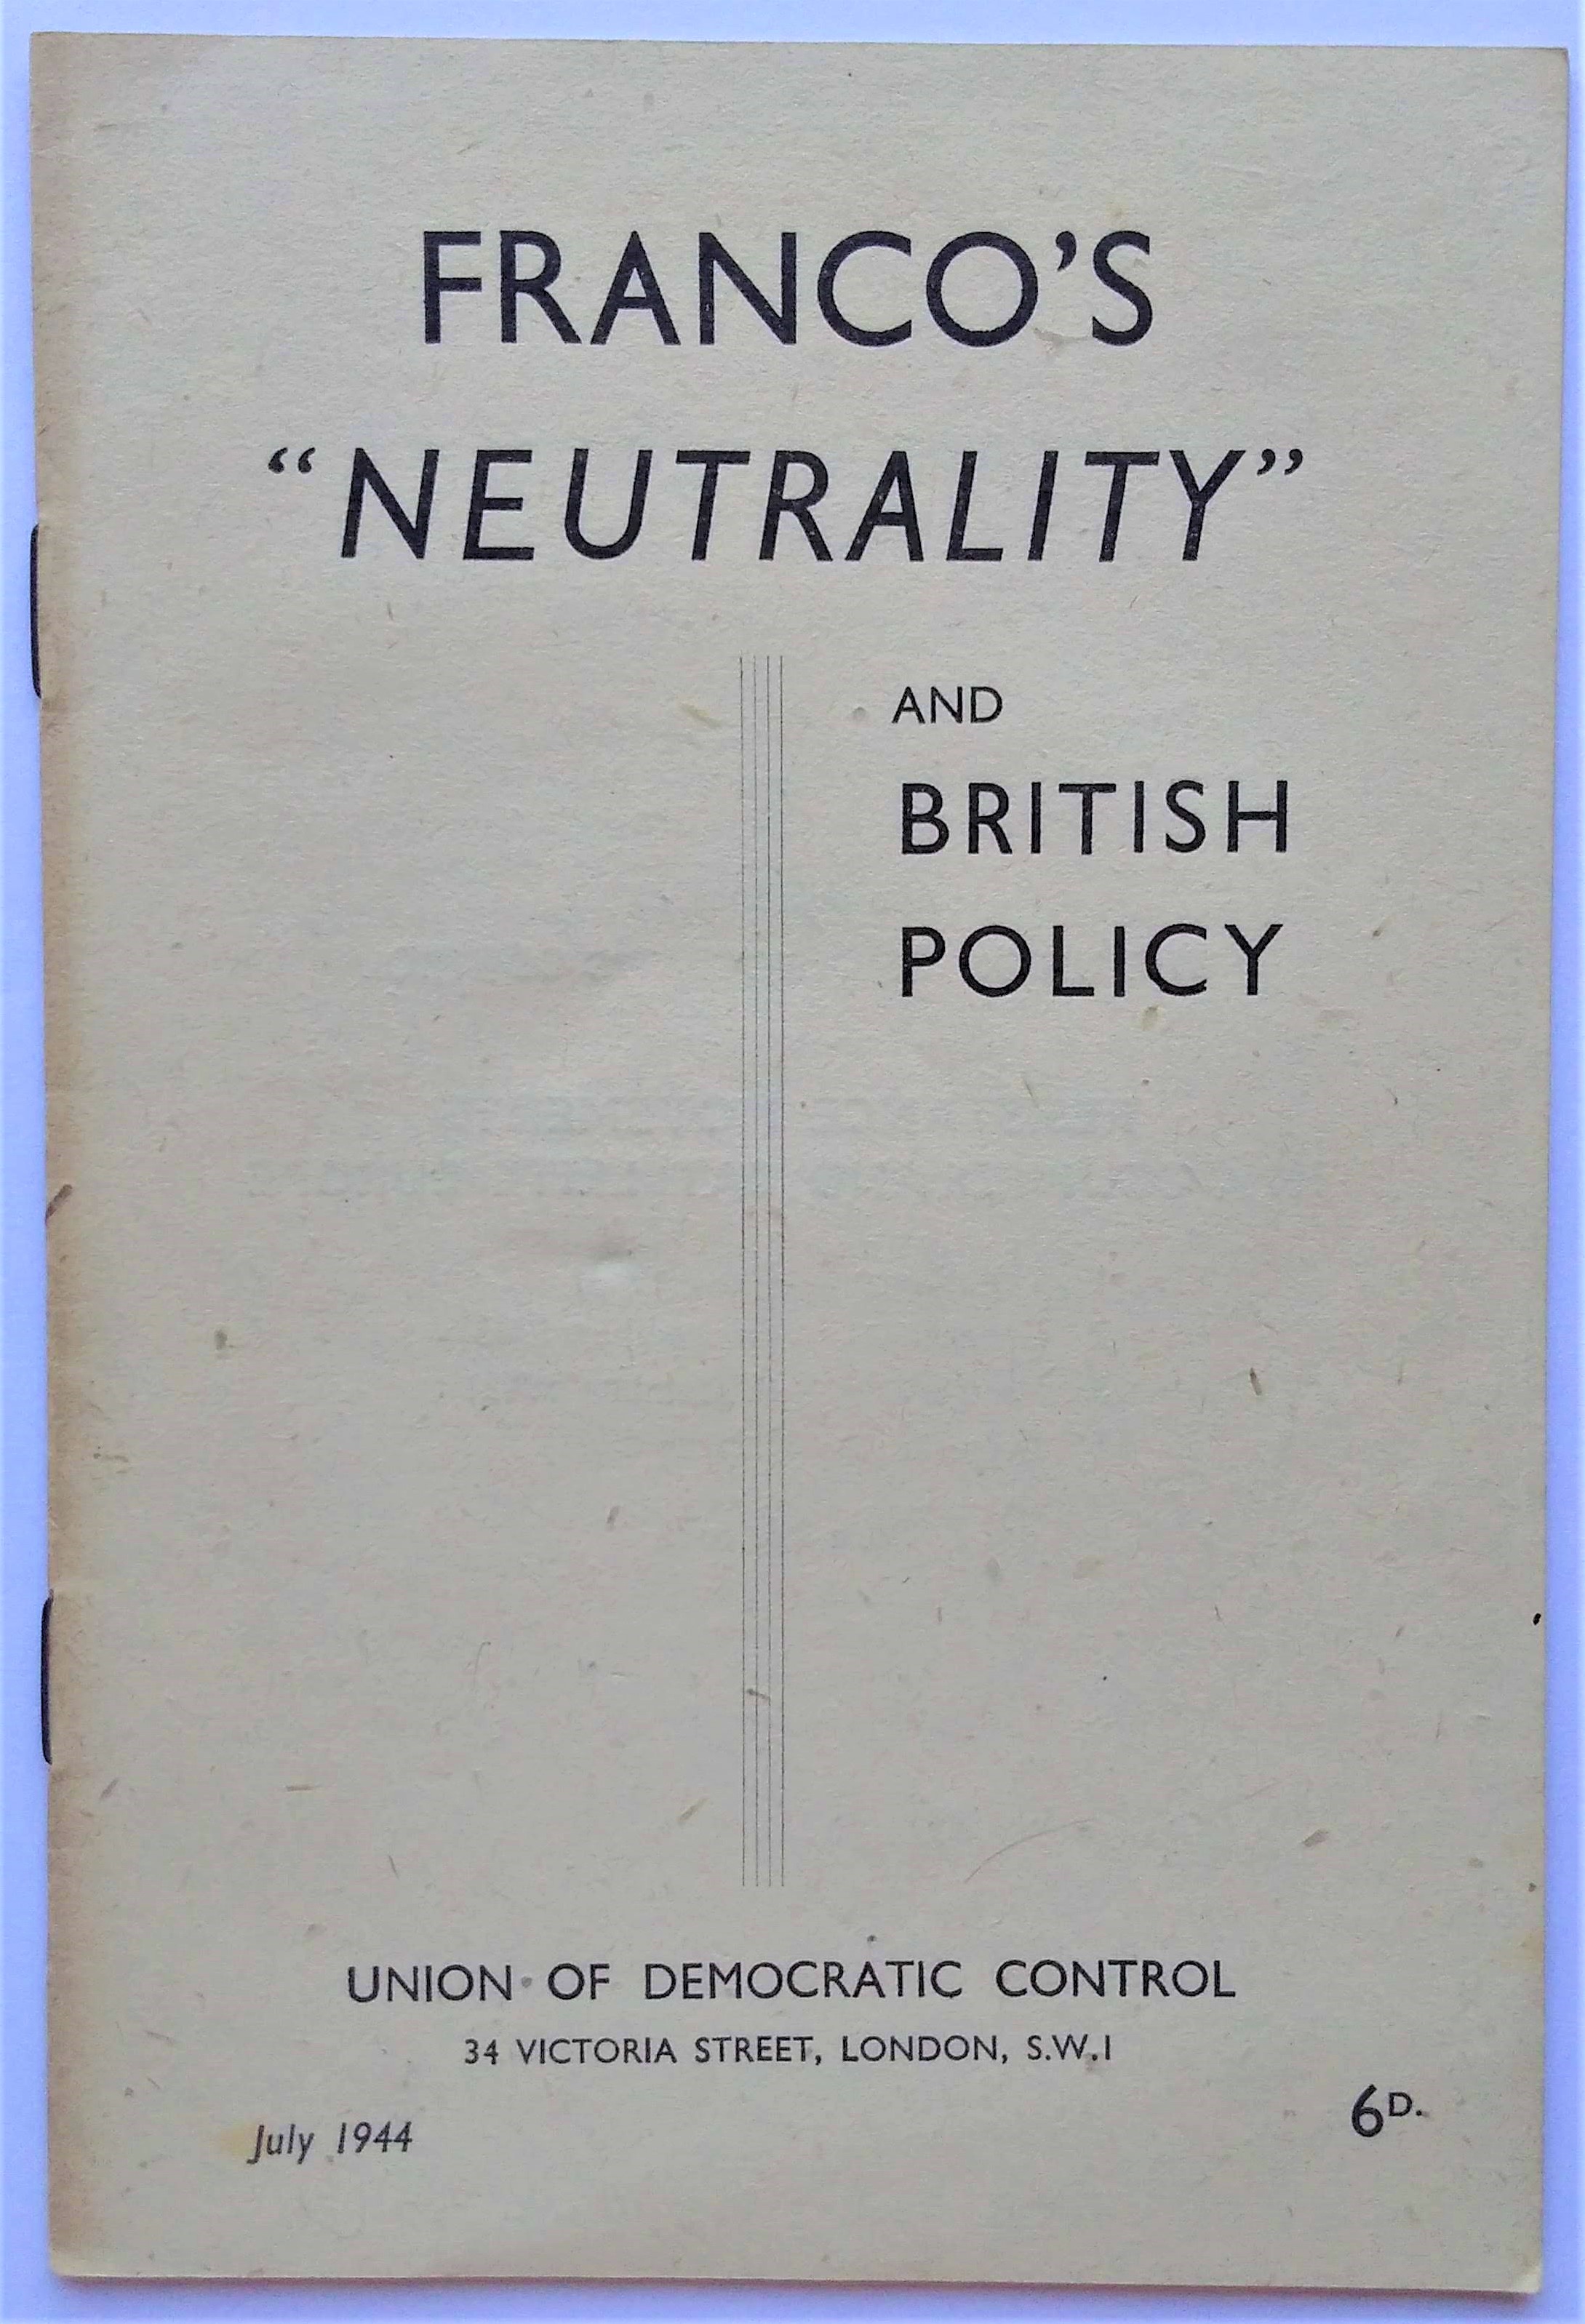 FRANCO’S
“NEUTRALITY”
AND
BRITISH
POLICY
UNION OF DEMOCRATIC CONTROL
34 VICTORIA STREET, LONDON, S.W.1
July 1944
6D.